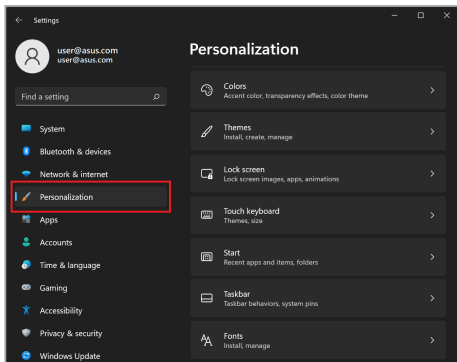 Settings
user@asus.com
user@asus.com
Find a setting
System
Bluetooth & devices
Network & internet
Personalization
Apps
Accounts
Time & language
Gaming
Accessibility
Privacy & security
Windows Update
Personalization
Colors
Accent color, transparency effects, color theme
Themes
Install, create, manage
Lock screen
Lock screen images, apps, animations
Touch keyboard
Themes, size
Start
Recent apps and items, folders
Taskbar
Taskbar behaviors, system pins
Fonts
Install, manage